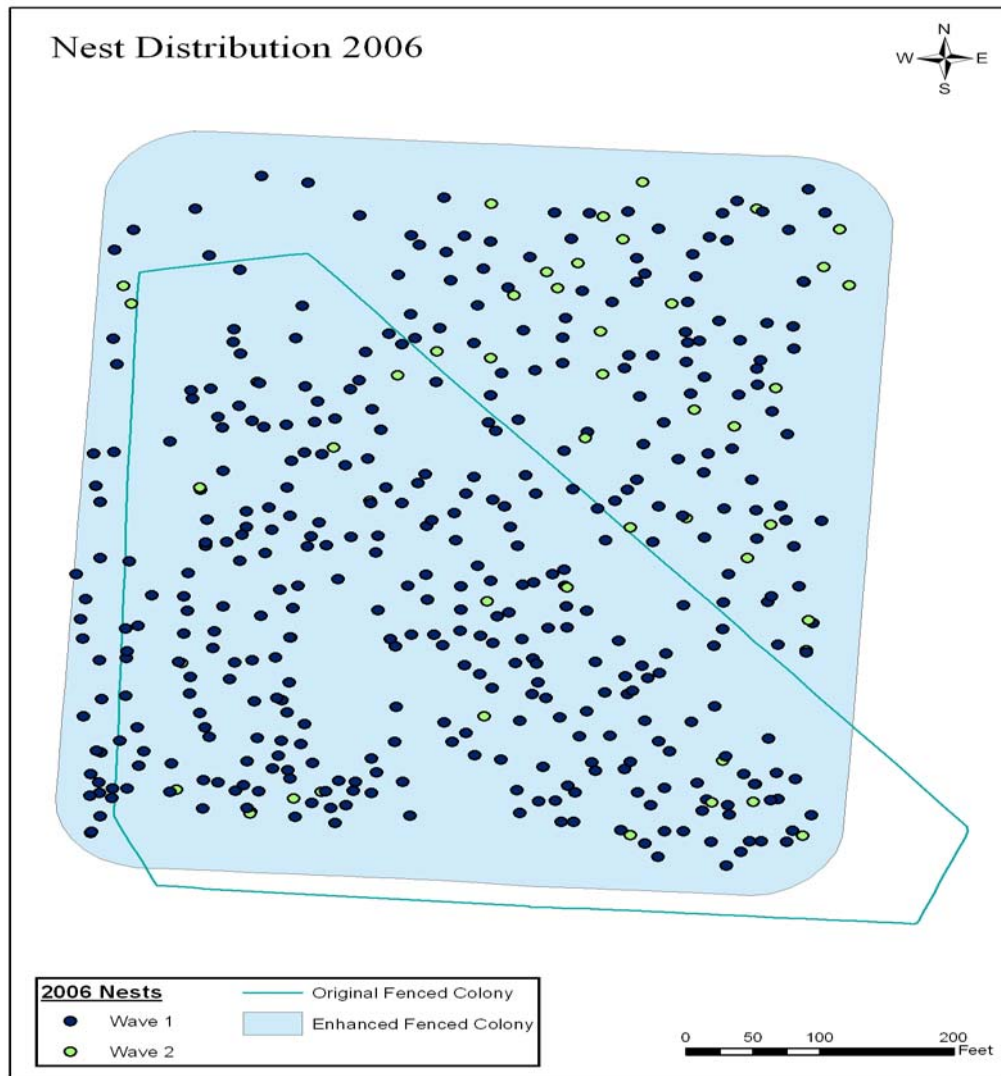 Nest Distribution 2006
N
W E
S
2006 Nests
Wave 1
Wave 2
Original Fenced Colony
Enhanced Fenced Colony
0 50 100 200
Feet